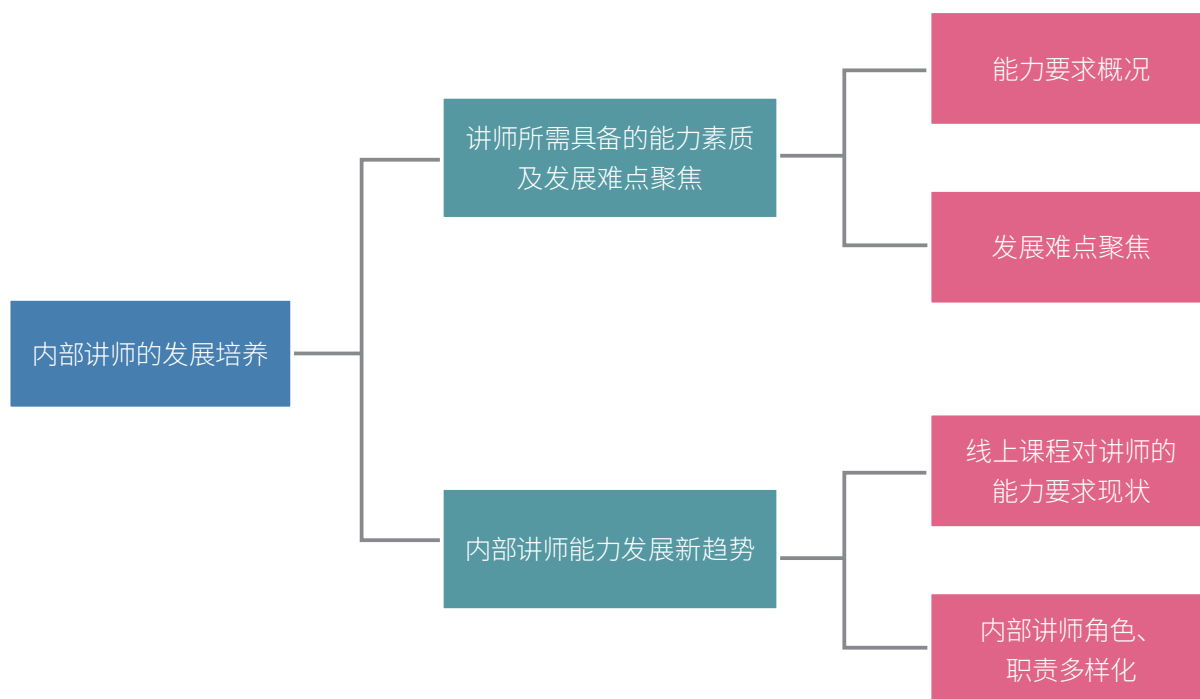 内部讲师的发展培养
讲师所需具备的能力素质
及发展难点聚焦
能力要求概况
发展难点聚焦
内部讲师能力发展新趋势
线上课程对讲师的
能力要求现状
内部讲师角色、
职责多样化